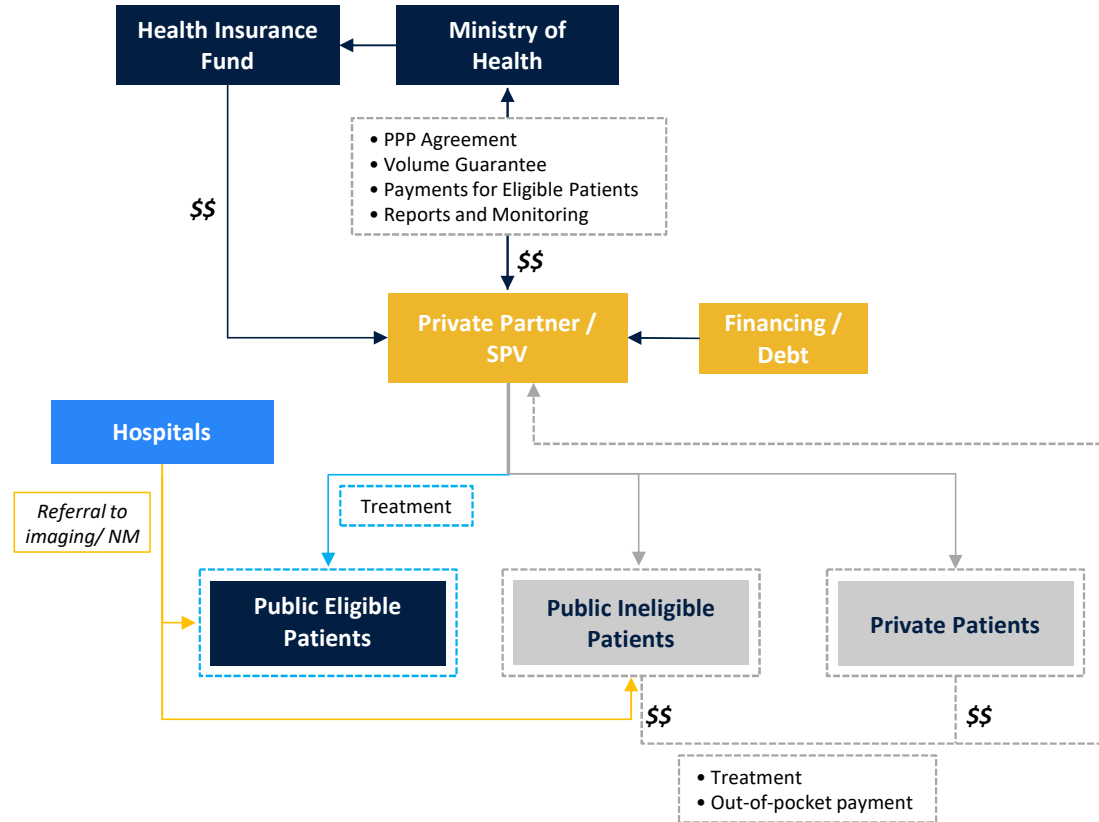 Health Insurance
Fund
Ministry of
Health
• PPP Agreement
• Volume Guarantee
• Payments for Eligible Patients
• Reports and Monitoring
$$
$$
Private Partner /
SPV
Financing /
Debt
Hospitals
Referral to
imaging/ NM
Treatment
Public Eligible
Patients
Public Ineligible
Patients
Private Patients
$$
$$
• Treatment
• Out-of-pocket payment